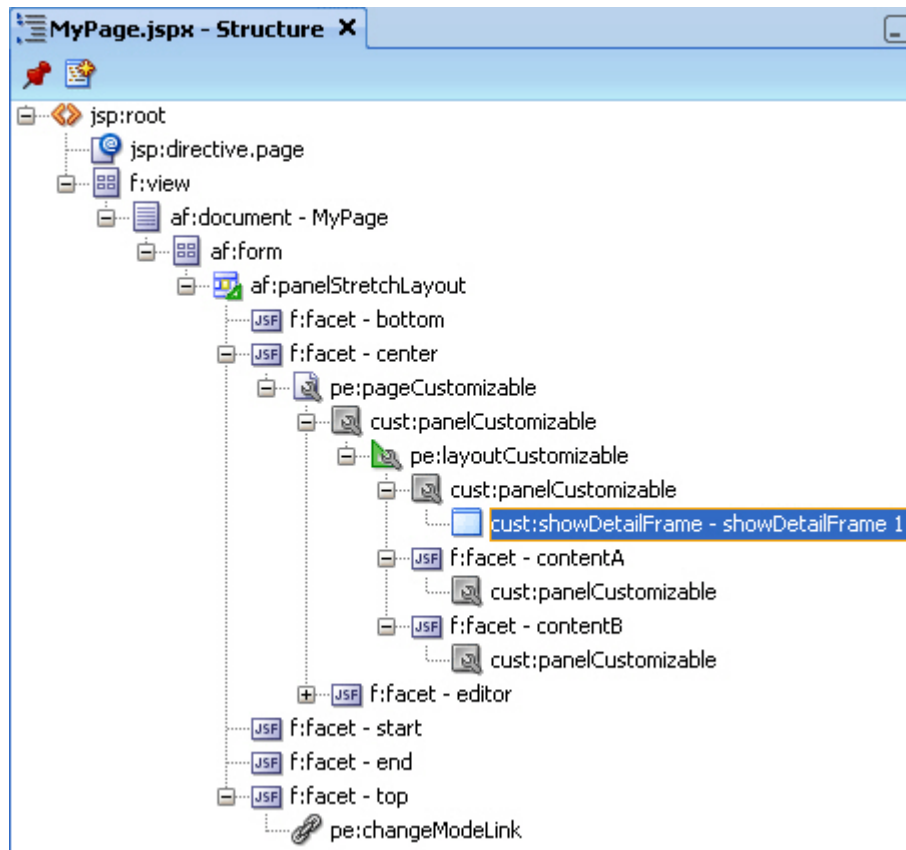 MyPage.jspx - Structure
jsp:root
jsp:directive.page
f:view
af:document - MyPage
af:form
af:panelStretchLayout
JSF f:facet - bottom
JSF f:facet - center
pe:pageCustomizable
cust:panelCustomizable
pe:layoutCustomizable
cust:panelCustomizable
cust:showDetailFrame - showDetailFrame 1
JSF f:facet - contentA
cust:panelCustomizable
JSF f:facet - contentB
cust:panelCustomizable
JSF f:facet - editor
JSF f:facet - start
JSF f:facet - end
JSF f:facet - top
pe:changeModeLink